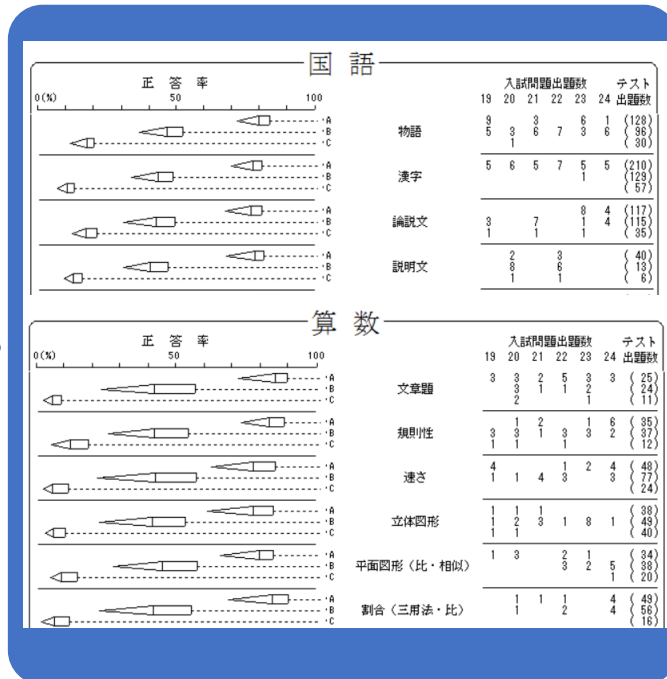 国語
正答率 入試問題出題数 テスト
0(%) 50 100 19 20 21 22 23 24 出題数
A 9 3 6 1 (128)
B 物語 5 3 6 7 3 6 (96)
C 1 (30)
A 5 6 5 7 5 5 (210)
B 漢字 1 (129)
C (57)
A 8 4 (117)
B 論説文 3 7 1 4 (115)
C 1 1 1 (35)
A 2 3 (40)
B 説明文 8 6 (13)
C 1 1 (6)
算数
正答率 入試問題出題数 テスト
0(%) 50 100 19 20 21 22 23 24 出題数
A 3 3 2 5 3 3 (25)
B 文章題 3 1 1 2 (24)
C 2 1 (11)
A 1 2 1 6 (35)
B 規則性 3 3 1 3 3 2 (37)
C 1 1 1 (12)
A 4 1 2 4 (48)
B 速さ 1 1 4 3 3 (77)
C (24)
A 1 1 1 (38)
B 立体図形 1 2 3 1 8 1 (49)
C 1 1 (40)
A 1 3 2 1 (34)
B 平面図形（比・相似） 3 2 5 (38)
C 1 (20)
A 1 1 1 4 (49)
B 割合（三用法・比） 1 2 4 (56)
C (16)